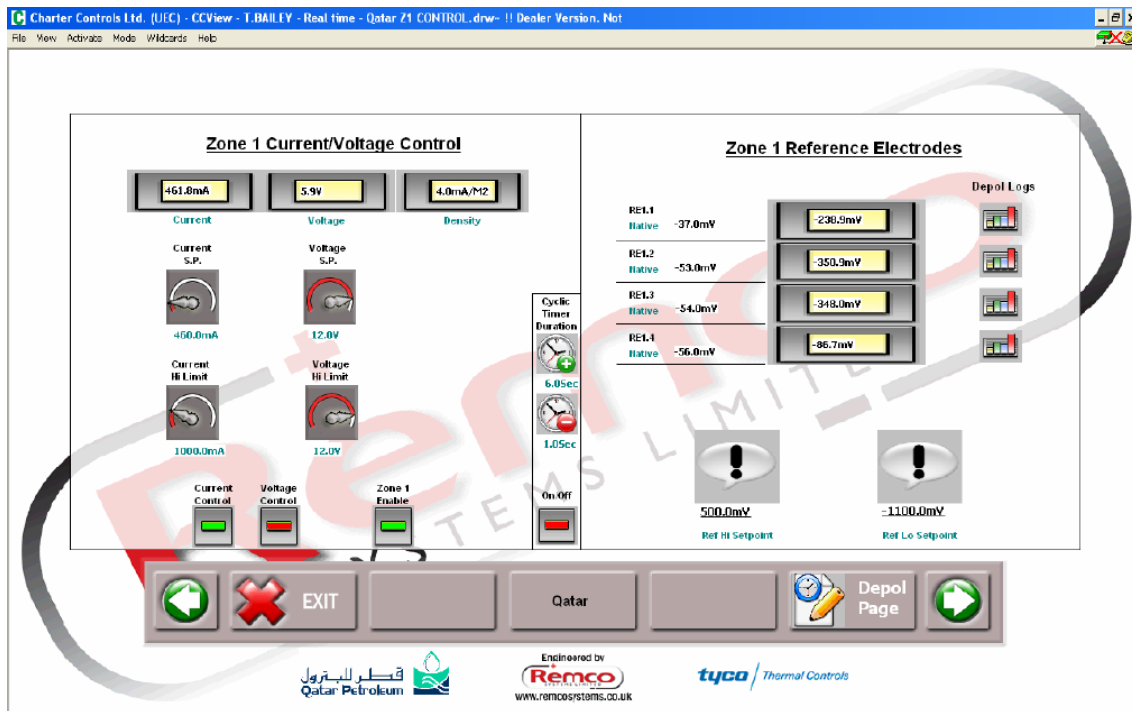 Charter Controls Ltd. (UEC) - CCView - T.BAILEY - Real time - Qatar Z1 CONTROL.drw- !! Dealer Version. Not
File View Activate Mode Wildcards Help
Zone 1 Current/Voltage Control
461.8mA 5.9V 4.0mA/M2
Current Voltage Density
Current S.P.
460.0mA
Voltage S.P.
12.0V
Current Hi Limit
1000.0mA
Voltage Hi Limit
12.0V
Current Control
Voltage Control
Zone 1 Enable
Cyclic Timer Duration
6.0Sec
1.0Sec
On/Off
Zone 1 Reference Electrodes
Depol Logs
RE1.1
Native -37.0mV
-238.9mV
RE1.2
Native -53.0mV
-350.9mV
RE1.3
Native -54.0mV
-348.0mV
RE1.4
Native -56.0mV
-86.7mV
500.0mV
Ref Hi Setpoint
-1100.0mV
Ref Lo Setpoint
Remco
SYSTEMS LIMITED
EXIT
Qatar
Depol Page
قطر للبترول
Qatar Petroleum
Engineered by
Remco
SYSTEMS LIMITED
www.remcosystems.co.uk
tyco / Thermal Controls